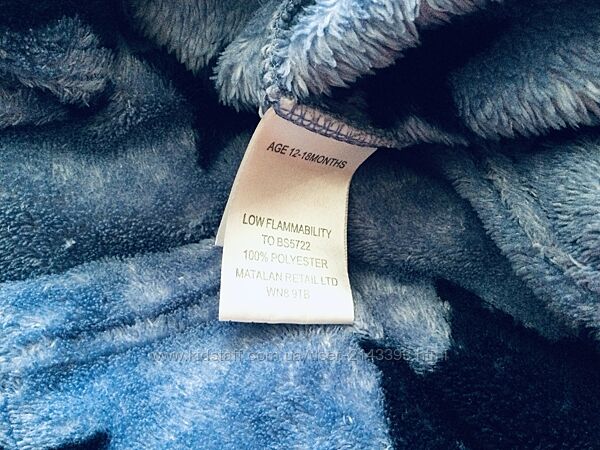 AGE 12-18MONTHS
LOW FLAMMABILITY
TO BS5722
100% POLYESTER
MATALAN RETAIL LTD
WN8 9TB